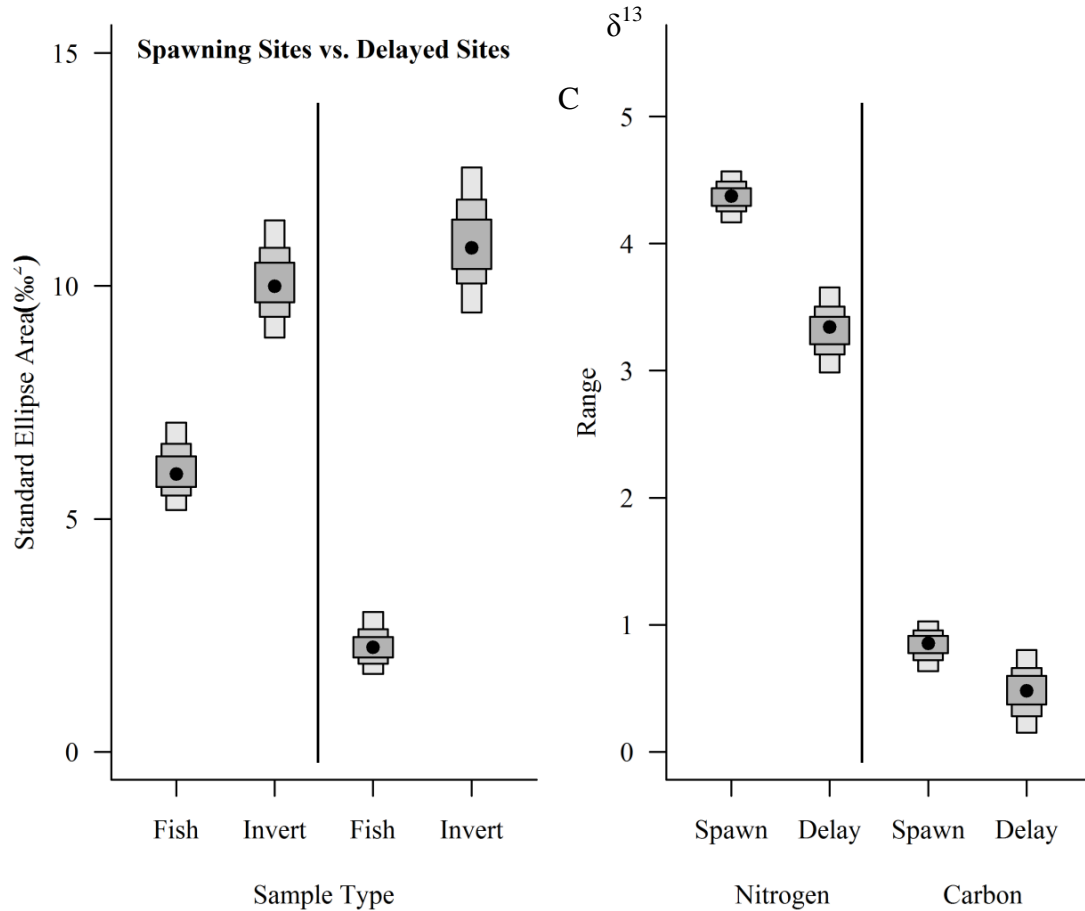 Spawning Sites vs. Delayed Sites
Standard Ellipse Area(‰²)
15
10
5
0
Fish Invert Fish Invert
Sample Type
δ¹³
C
Range
5
4
3
2
1
0
Spawn Delay Spawn Delay
Nitrogen Carbon